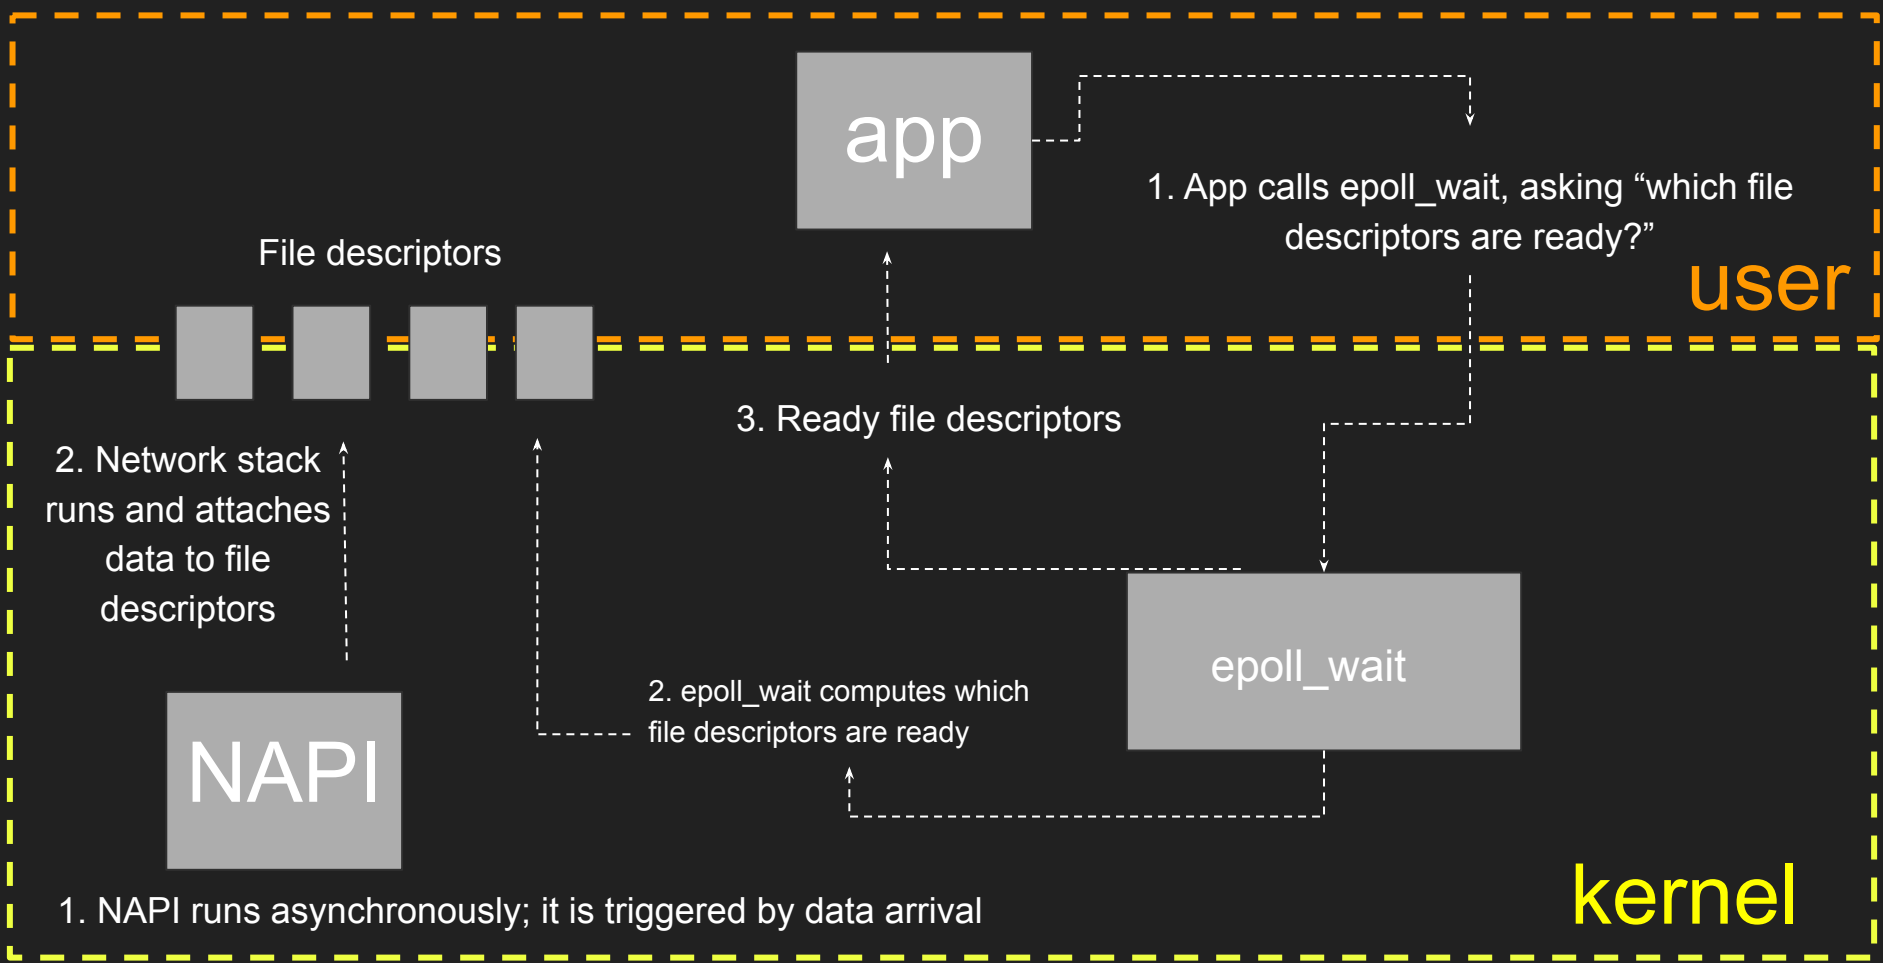 app
1. App calls epoll_wait, asking “which file
descriptors are ready?”
user
File descriptors
3. Ready file descriptors
2. Network stack
runs and attaches
data to file
descriptors
epoll_wait
2. epoll_wait computes which
file descriptors are ready
NAPI
1. NAPI runs asynchronously; it is triggered by data arrival
kernel